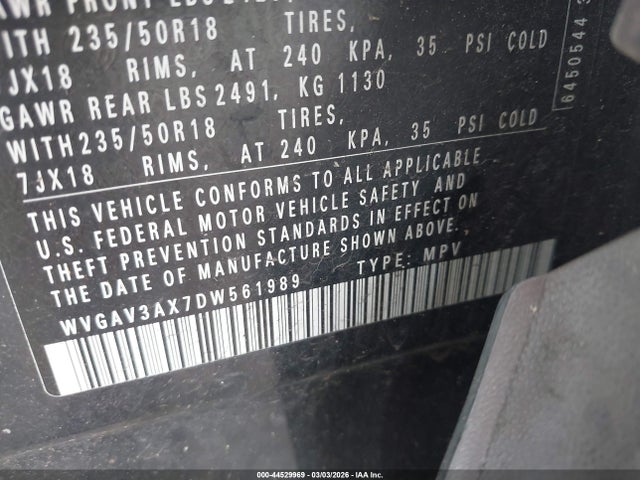 WITH 235/50R18 TIRES,
JX18 RIMS, AT 240 KPA, 35 PSI COLD
GAWR REAR LBS 2491, KG 1130
WITH235/50R18 TIRES,
7JX18 RIMS, AT 240 KPA, 35 PSI COLD
THIS VEHICLE CONFORMS TO ALL APPLICABLE
U.S. FEDERAL MOTOR VEHICLE SAFETY AND
THEFT PREVENTION STANDARDS IN EFFECT ON
THE DATE OF MANUFACTURE SHOWN ABOVE.
WVGAV3AX7DW561989 TYPE: MPV
6450544 3
000-44529969 | 03/03/2026 | IAA Inc.